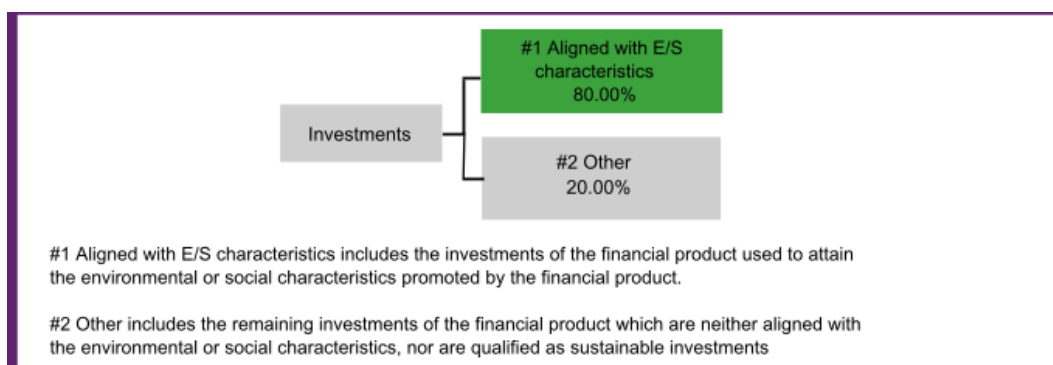 #1 Aligned with E/S
characteristics
80.00%
Investments
#2 Other
20.00%
#1 Aligned with E/S characteristics includes the investments of the financial product used to attain
the environmental or social characteristics promoted by the financial product.
#2 Other includes the remaining investments of the financial product which are neither aligned with
the environmental or social characteristics, nor are qualified as sustainable investments